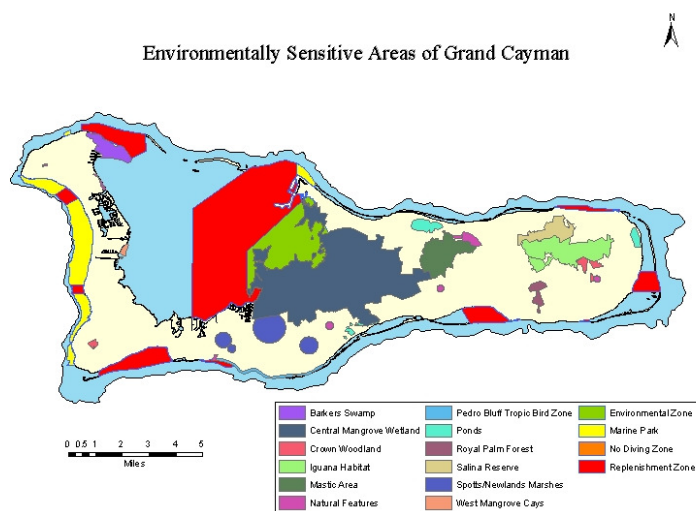 N
Environmentally Sensitive Areas of Grand Cayman
0 0.5 1 2 3 4 5
Miles
Barkers Swamp
Central Mangrove Wetland
Crown Woodland
Iguana Habitat
Mastic Area
Natural Features
Pedro Bluff Tropic Bird Zone
Ponds
Royal Palm Forest
Salina Reserve
Spotts/Newlands Marshes
West Mangrove Cays
Environmental Zone
Marine Park
No Diving Zone
Replenishment Zone